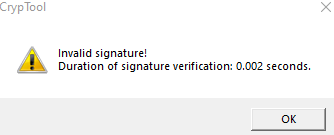 CrypTool
Invalid signature!
Duration of signature verification: 0.002 seconds.
OK